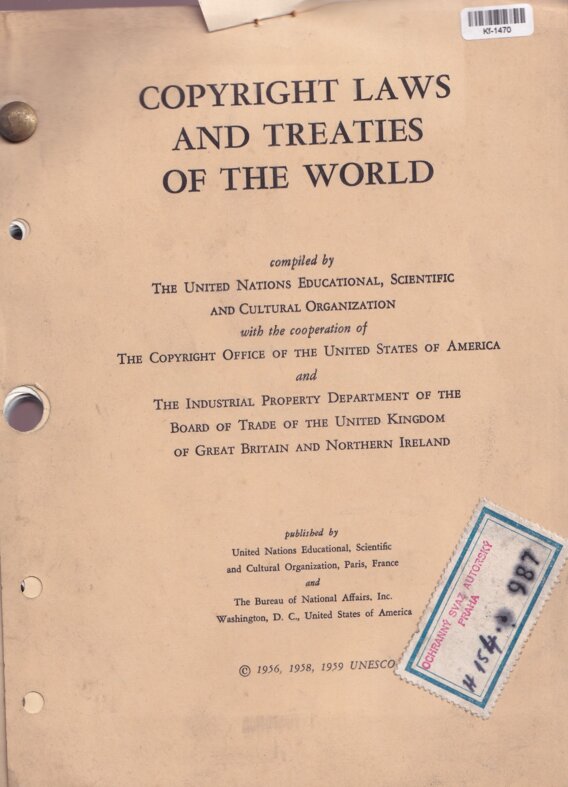 Kf-1470
COPYRIGHT LAWS
AND TREATIES
OF THE WORLD
compiled by
THE UNITED NATIONS EDUCATIONAL, SCIENTIFIC
AND CULTURAL ORGANIZATION
with the cooperation of
THE COPYRIGHT OFFICE OF THE UNITED STATES OF AMERICA
and
THE INDUSTRIAL PROPERTY DEPARTMENT OF THE
BOARD OF TRADE OF THE UNITED KINGDOM
OF GREAT BRITAIN AND NORTHERN IRELAND
published by
United Nations Educational, Scientific
and Cultural Organization, Paris, France
and
The Bureau of National Affairs, Inc.
Washington, D. C., United States of America
© 1956, 1958, 1959 UNESCO
OCHRANNÝ SVAZ AUTORSKÝ
PRAHA
987